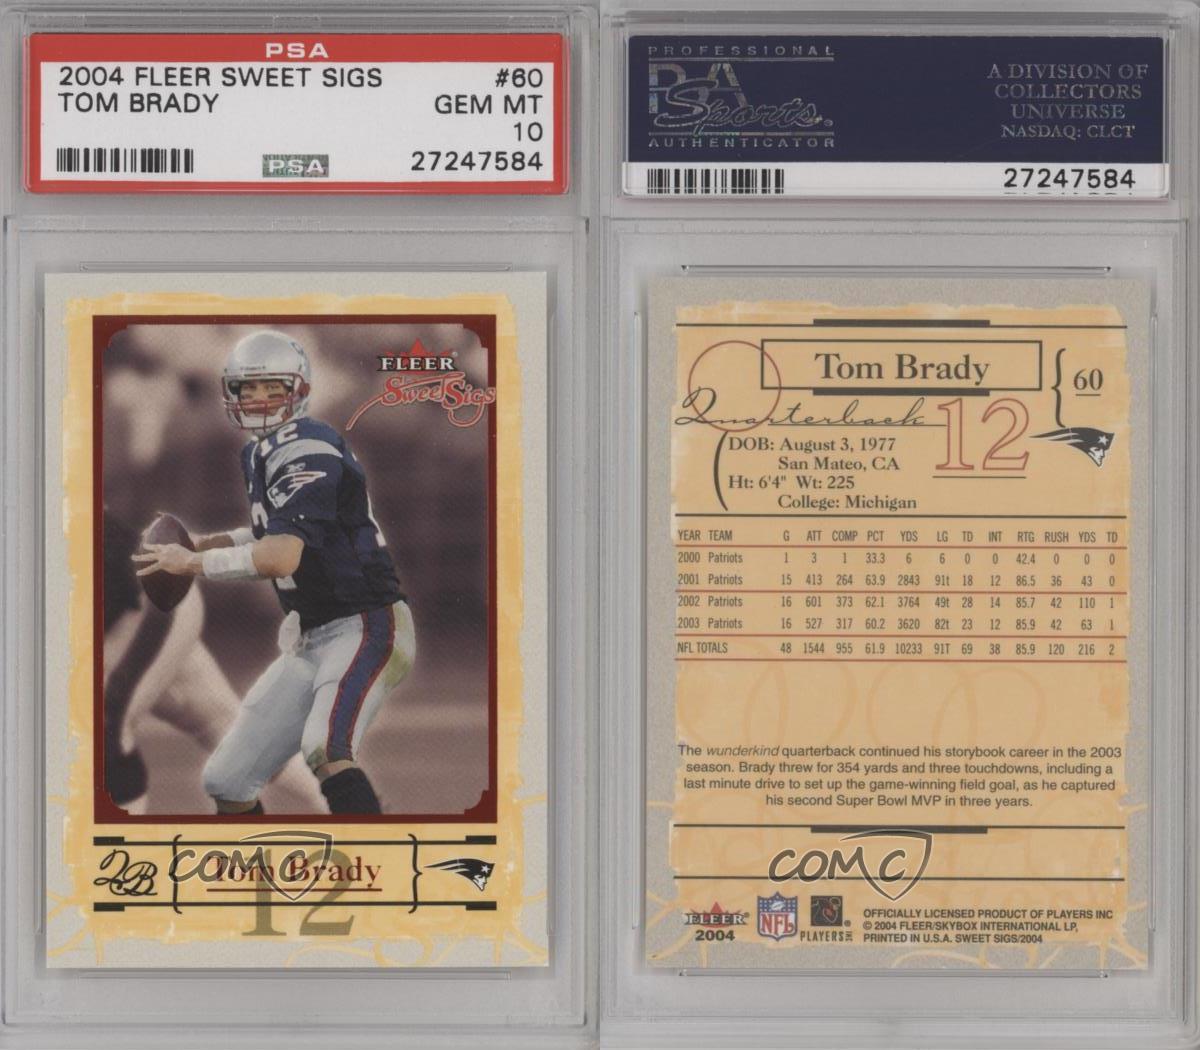 PSA
2004 FLEER SWEET SIGS #60
TOM BRADY GEM MT
10
PSA
27247584
FLEER
Sweet Sigs
12
QB Tom Brady
12
COMC
PROFESSIONAL
PSA
Sports
AUTHENTICATOR
A DIVISION OF
COLLECTORS
UNIVERSE
NASDAQ: CLCT
27247584
Tom Brady
60
Quarterback
12
DOB: August 3, 1977
San Mateo, CA
Ht: 6'4" Wt: 225
College: Michigan
YEAR TEAM G ATT COMP PCT YDS LG TD INT RTG RUSH YDS TD
2000 Patriots 1 3 1 33.3 6 6 0 0 42.4 0 0 0
2001 Patriots 15 413 264 63.9 2843 91t 18 12 86.5 36 43 0
2002 Patriots 16 601 373 62.1 3764 49t 28 14 85.7 42 110 1
2003 Patriots 16 527 317 60.2 3620 82t 23 12 85.9 42 63 1
NFL TOTALS 48 1544 955 61.9 10233 91T 69 38 85.9 120 216 2
The wunderkind quarterback continued his storybook career in the 2003
season. Brady threw for 354 yards and three touchdowns, including a
last minute drive to set up the game-winning field goal, as he captured
his second Super Bowl MVP in three years.
COMC
FLEER
2004
NFL
PLAYERS INC
OFFICIALLY LICENSED PRODUCT OF PLAYERS INC
© 2004 FLEER/SKYBOX INTERNATIONAL LP,
PRINTED IN U.S.A. SWEET SIGS/2004